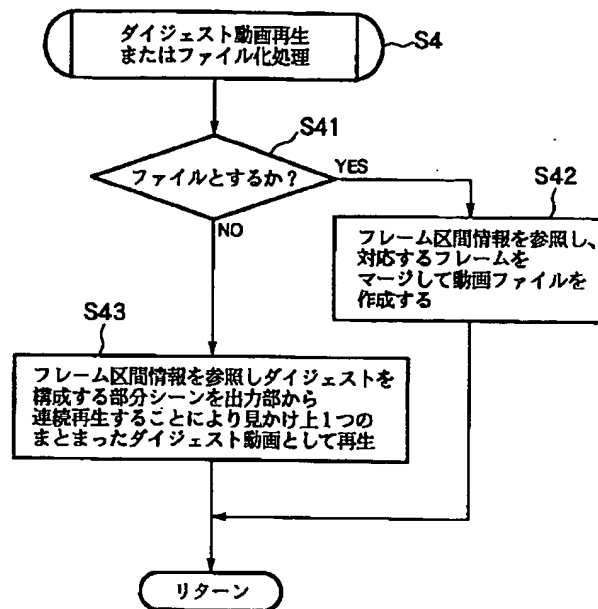 ダイジェスト動画再生
またはファイル化処理
S4
S41
ファイルとするか？
YES
NO
S42
フレーム区間情報を参照し、
対応するフレームを
マージして動画ファイルを
作成する
S43
フレーム区間情報を参照しダイジェストを
構成する部分シーンを出力部から
連続再生することにより見かけ上1つの
まとまったダイジェスト動画として再生
リターン